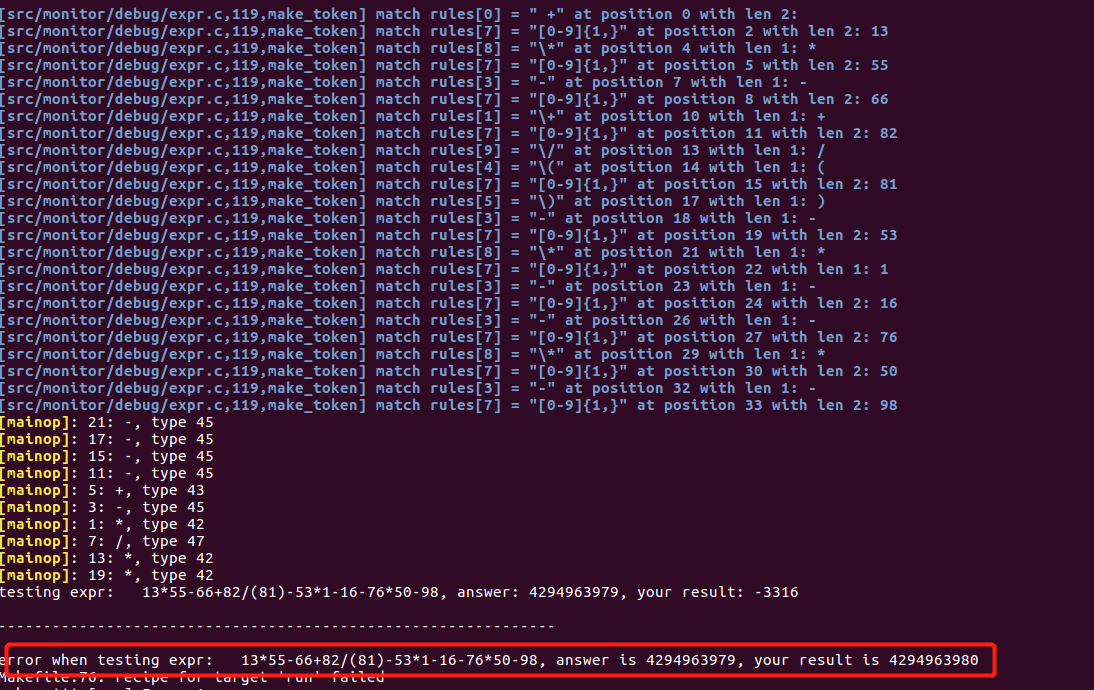 [src/monitor/debug/expr.c,119,make_token] match rules[0] = " +" at position 0 with len 2:
[src/monitor/debug/expr.c,119,make_token] match rules[7] = "[0-9]{1,}" at position 2 with len 2: 13
[src/monitor/debug/expr.c,119,make_token] match rules[8] = "\*" at position 4 with len 1: *
[src/monitor/debug/expr.c,119,make_token] match rules[7] = "[0-9]{1,}" at position 5 with len 2: 55
[src/monitor/debug/expr.c,119,make_token] match rules[3] = "-" at position 7 with len 1: -
[src/monitor/debug/expr.c,119,make_token] match rules[7] = "[0-9]{1,}" at position 8 with len 2: 66
[src/monitor/debug/expr.c,119,make_token] match rules[1] = "\+" at position 10 with len 1: +
[src/monitor/debug/expr.c,119,make_token] match rules[7] = "[0-9]{1,}" at position 11 with len 2: 82
[src/monitor/debug/expr.c,119,make_token] match rules[9] = "\/" at position 13 with len 1: /
[src/monitor/debug/expr.c,119,make_token] match rules[4] = "\(" at position 14 with len 1: (
[src/monitor/debug/expr.c,119,make_token] match rules[7] = "[0-9]{1,}" at position 15 with len 2: 81
[src/monitor/debug/expr.c,119,make_token] match rules[5] = "\)" at position 17 with len 1: )
[src/monitor/debug/expr.c,119,make_token] match rules[3] = "-" at position 18 with len 1: -
[src/monitor/debug/expr.c,119,make_token] match rules[7] = "[0-9]{1,}" at position 19 with len 2: 53
[src/monitor/debug/expr.c,119,make_token] match rules[8] = "\*" at position 21 with len 1: *
[src/monitor/debug/expr.c,119,make_token] match rules[7] = "[0-9]{1,}" at position 22 with len 1: 1
[src/monitor/debug/expr.c,119,make_token] match rules[3] = "-" at position 23 with len 1: -
[src/monitor/debug/expr.c,119,make_token] match rules[7] = "[0-9]{1,}" at position 24 with len 2: 16
[src/monitor/debug/expr.c,119,make_token] match rules[3] = "-" at position 26 with len 1: -
[src/monitor/debug/expr.c,119,make_token] match rules[7] = "[0-9]{1,}" at position 27 with len 2: 76
[src/monitor/debug/expr.c,119,make_token] match rules[8] = "\*" at position 29 with len 1: *
[src/monitor/debug/expr.c,119,make_token] match rules[7] = "[0-9]{1,}" at position 30 with len 2: 50
[src/monitor/debug/expr.c,119,make_token] match rules[3] = "-" at position 32 with len 1: -
[src/monitor/debug/expr.c,119,make_token] match rules[7] = "[0-9]{1,}" at position 33 with len 2: 98
[mainop]: 21: -, type 45
[mainop]: 17: -, type 45
[mainop]: 15: -, type 45
[mainop]: 11: -, type 45
[mainop]: 5: +, type 43
[mainop]: 3: -, type 45
[mainop]: 1: *, type 42
[mainop]: 7: /, type 47
[mainop]: 13: *, type 42
[mainop]: 19: *, type 42
testing expr:   13*55-66+82/(81)-53*1-16-76*50-98, answer: 4294963979, your result: -3316
-------------------------------------------------------------
error when testing expr:   13*55-66+82/(81)-53*1-16-76*50-98, answer is 4294963979, your result is 4294963980
Makefile:76: recipe for target 'run' failed